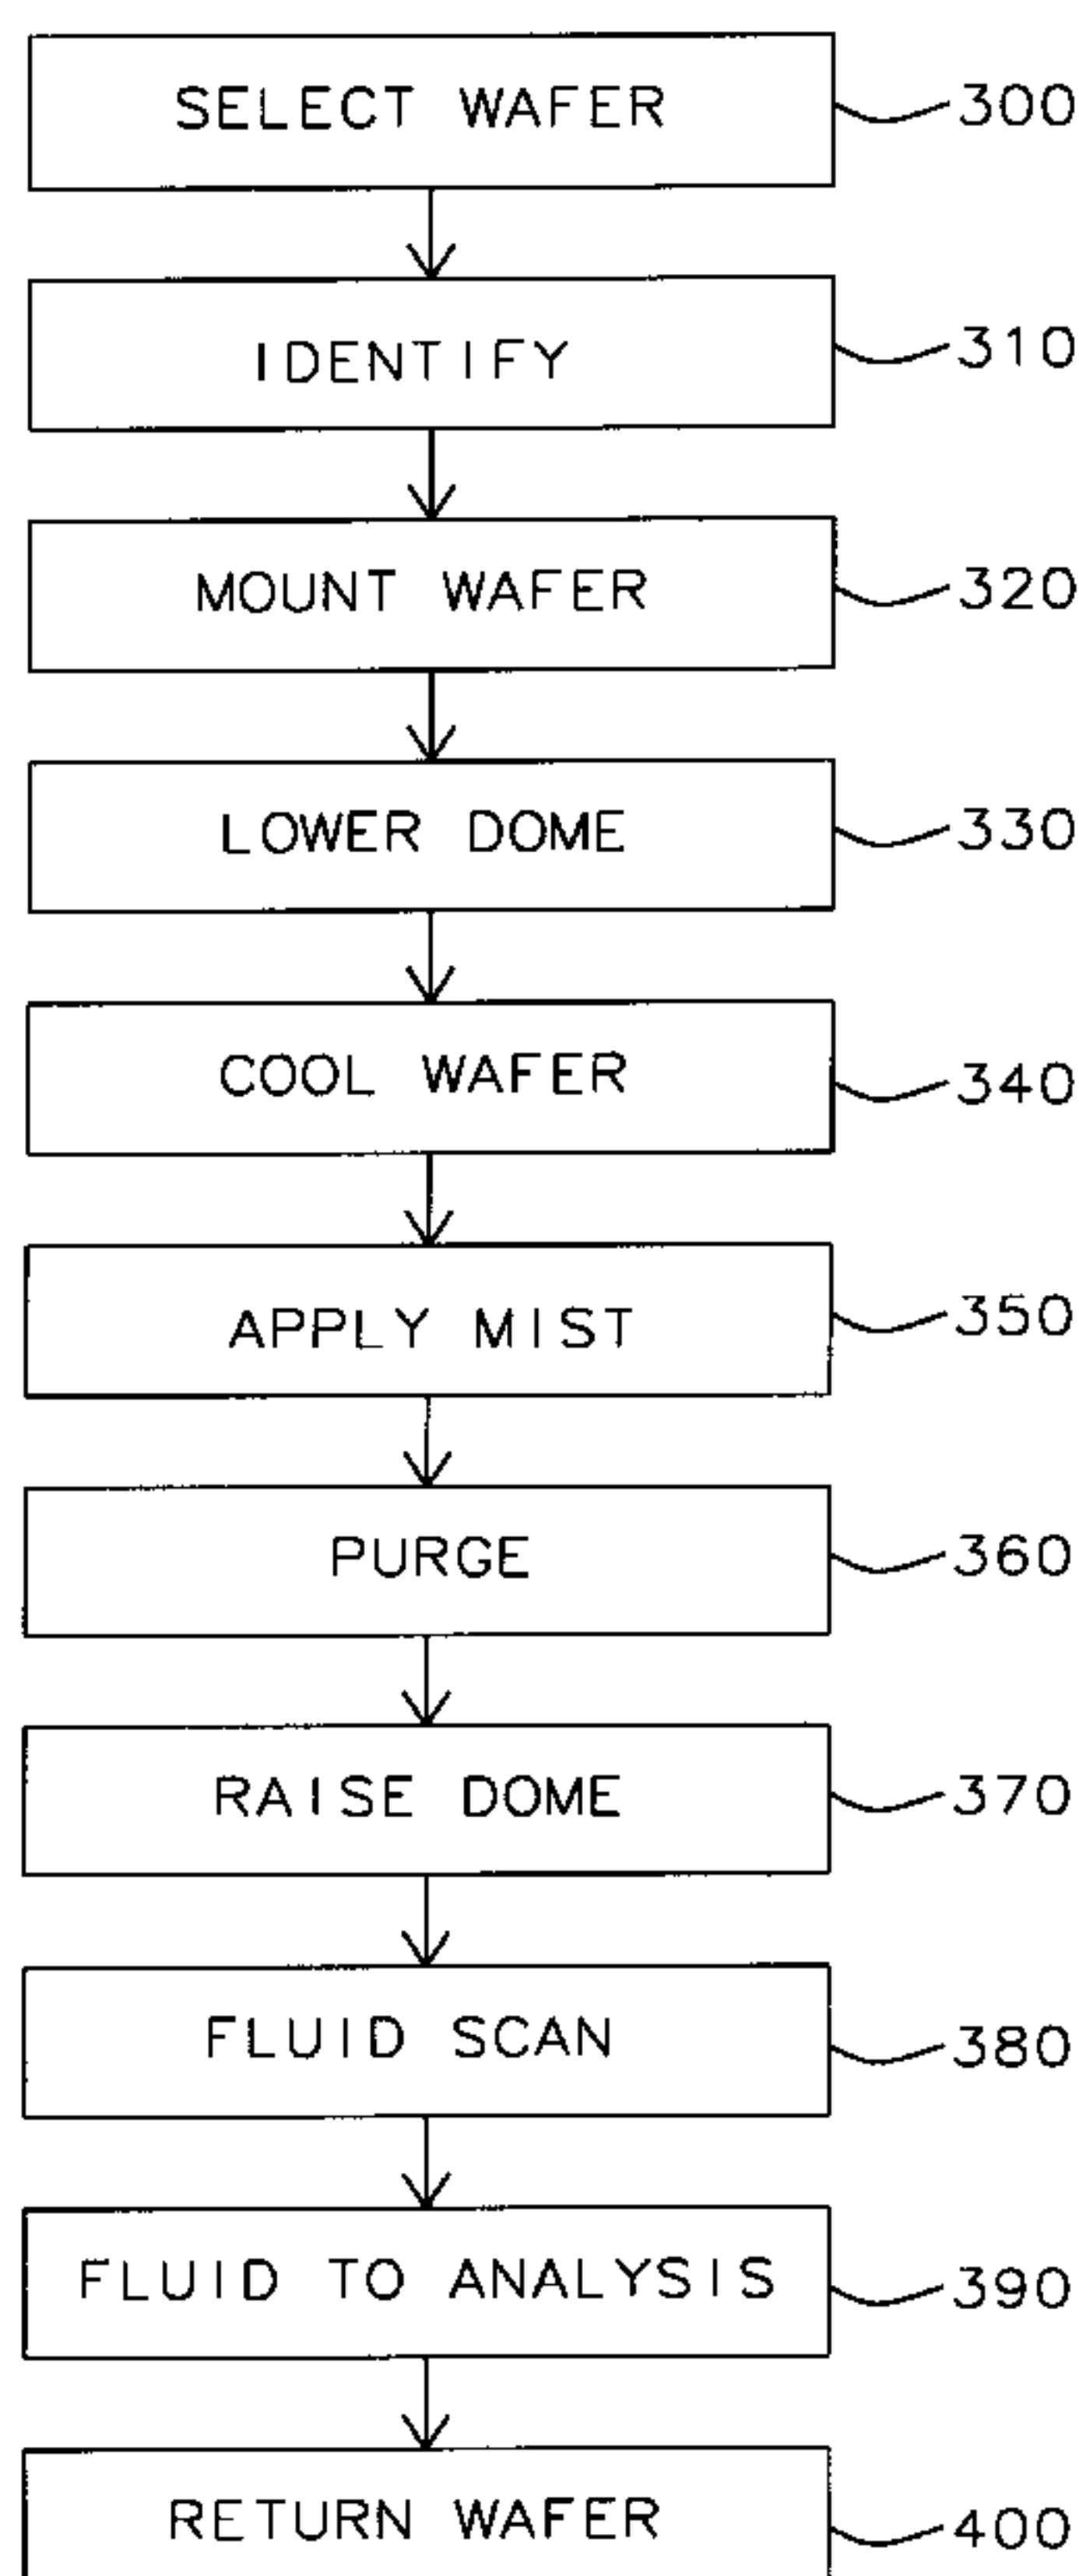 SELECT WAFER 300
IDENTIFY 310
MOUNT WAFER 320
LOWER DOME 330
COOL WAFER 340
APPLY MIST 350
PURGE 360
RAISE DOME 370
FLUID SCAN 380
FLUID TO ANALYSIS 390
RETURN WAFER 400